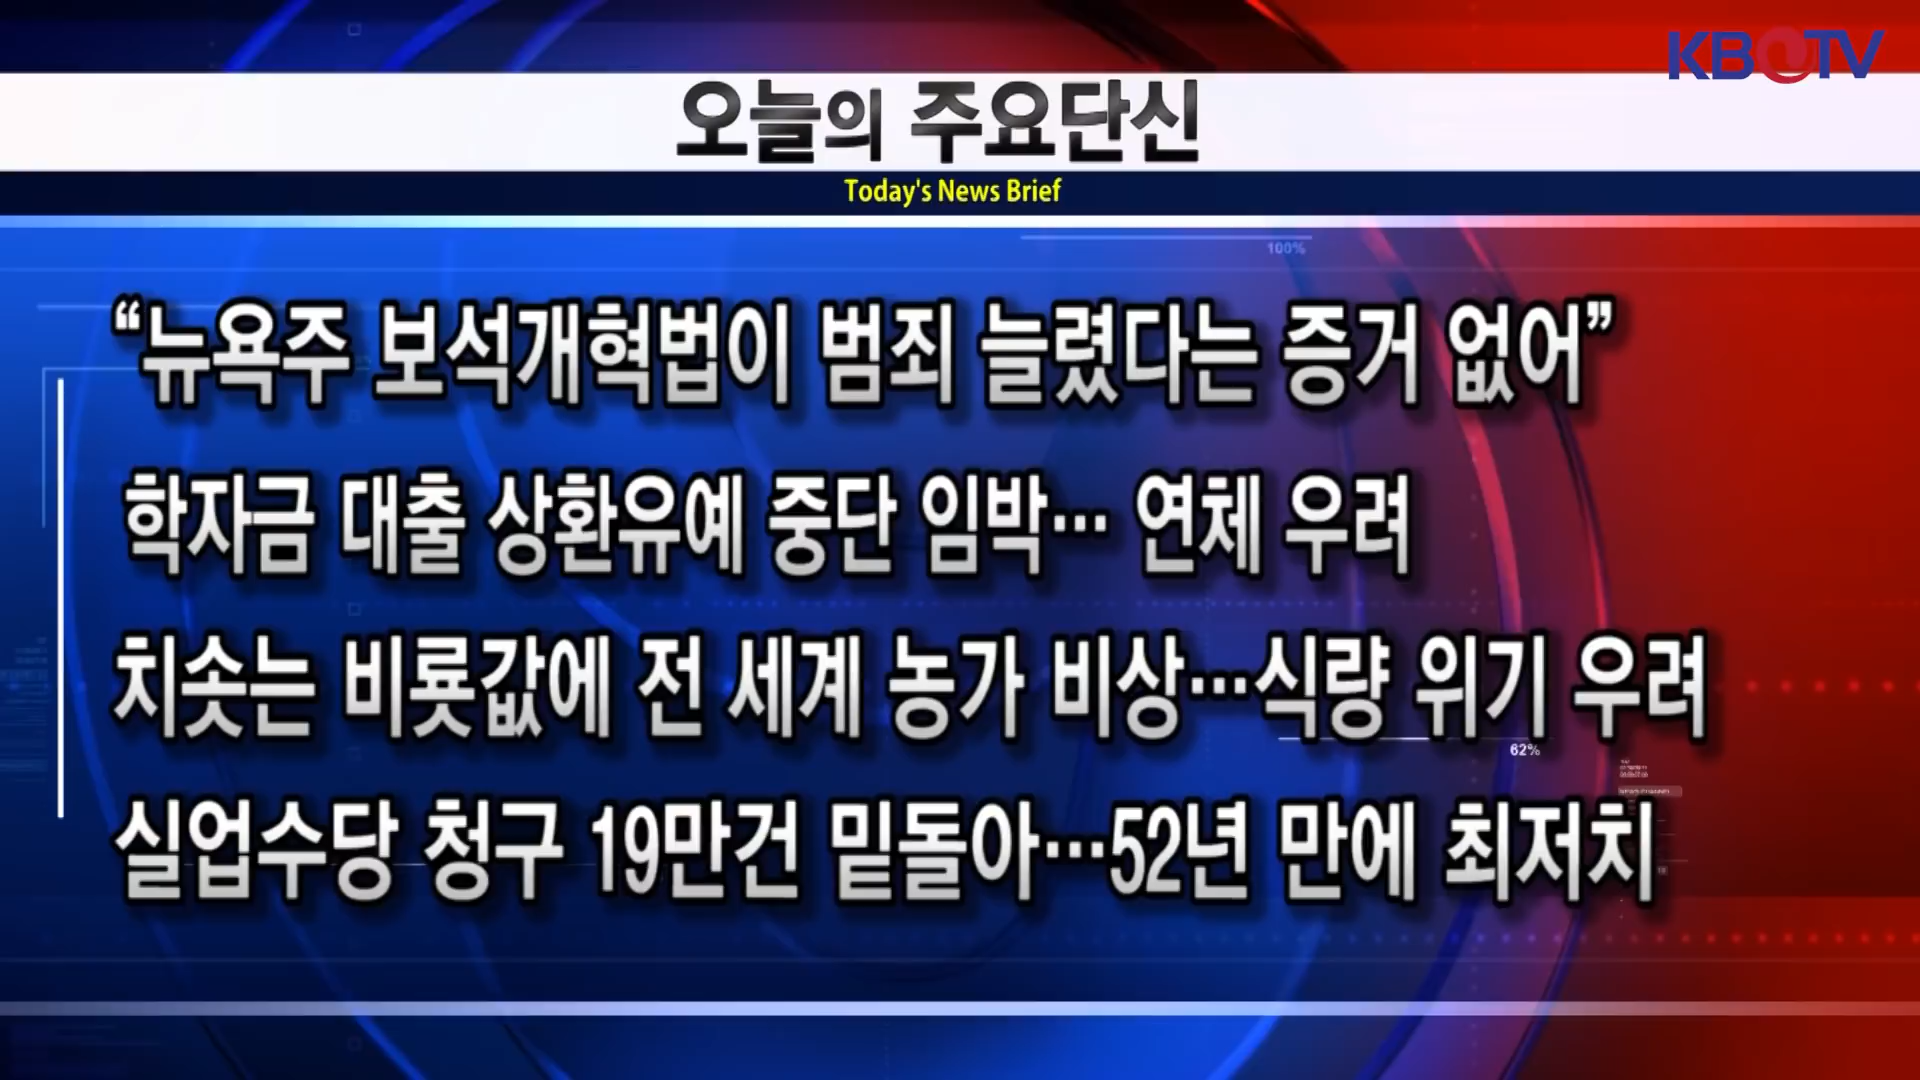 KBTV
오늘의 주요단신
Today's News Brief
100%
“뉴욕주 보석개혁법이 범죄 늘렸다는 증거 없어”
학자금 대출 상환유예 중단 임박… 연체 우려
치솟는 비룟값에 전 세계 농가 비상…식량 위기 우려
62%
실업수당 청구 19만건 밑돌아…52년 만에 최저치